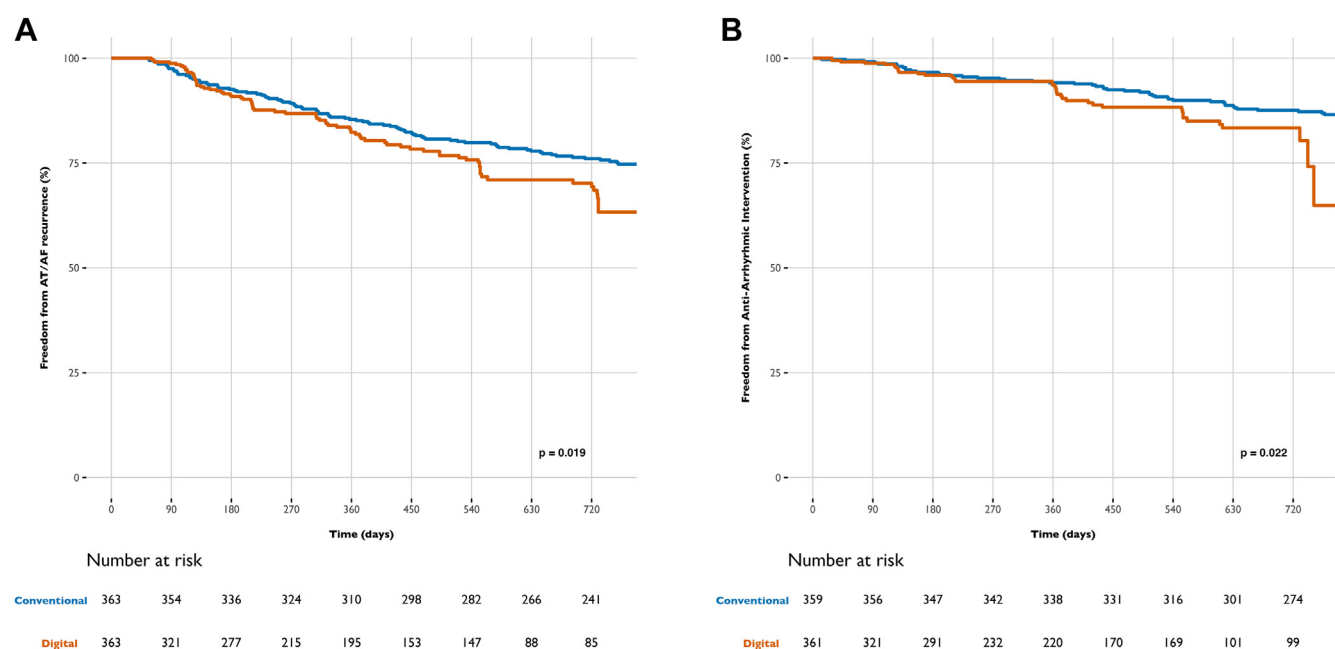 A
Freedom from AT/AF recurrence (%)
100
75
50
25
0
p = 0.019
0 90 180 270 360 450 540 630 720
Time (days)
Number at risk
Conventional 363 354 336 324 310 298 282 266 241
Digital 363 321 277 215 195 153 147 88 85
B
Freedom from Anti-Arrhyrhmic Intervention (%)
100
75
50
25
0
p = 0.022
0 90 180 270 360 450 540 630 720
Time (days)
Number at risk
Conventional 359 356 347 342 338 331 316 301 274
Digital 361 321 291 232 220 170 169 101 99